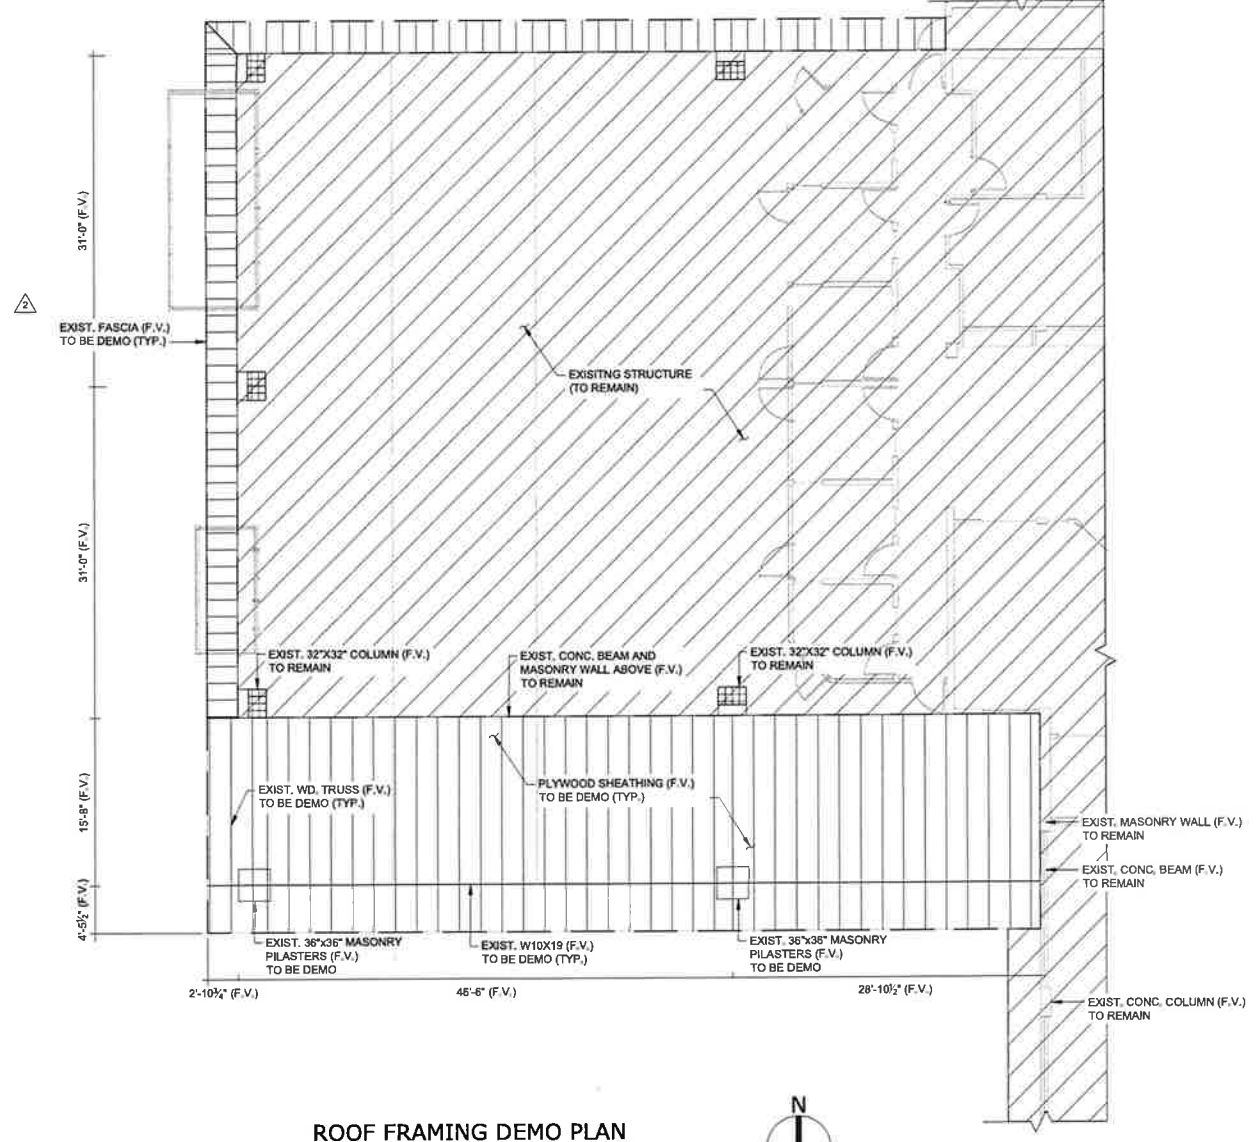 31'-0" (F.V.)
2
EXIST. FASCIA (F.V.)
TO BE DEMO (TYP.)
EXISITNG STRUCTURE
(TO REMAIN)
31'-0" (F.V.)
EXIST. 32"X32" COLUMN (F.V.)
TO REMAIN
EXIST. CONC. BEAM AND
MASONRY WALL ABOVE (F.V.)
TO REMAIN
EXIST. 32"X32" COLUMN (F.V.)
TO REMAIN
15'-8" (F.V.)
EXIST. WD. TRUSS (F.V.)
TO BE DEMO (TYP.)
PLYWOOD SHEATHING (F.V.)
TO BE DEMO (TYP.)
EXIST. MASONRY WALL (F.V.)
TO REMAIN
EXIST. CONC. BEAM (F.V.)
TO REMAIN
4'-5½" (F.V.)
EXIST. 36"x36" MASONRY
PILASTERS (F.V.)
TO BE DEMO
EXIST. W10X19 (F.V.)
TO BE DEMO (TYP.)
EXIST. 36"x36" MASONRY
PILASTERS (F.V.)
TO BE DEMO
2'-10¾" (F.V.)
46'-6" (F.V.)
28'-10½" (F.V.)
EXIST. CONC. COLUMN (F.V.)
TO REMAIN
N
ROOF FRAMING DEMO PLAN